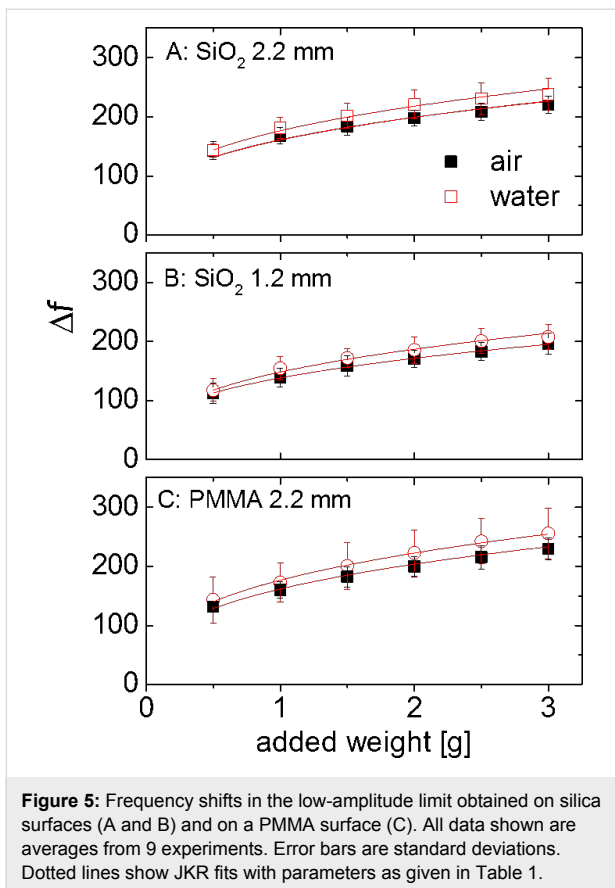 A: SiO₂ 2.2 mm
300
200
100
0
air
water
B: SiO₂ 1.2 mm
300
200
100
0
Δf
C: PMMA 2.2 mm
300
200
100
0
0 1 2 3
added weight [g]
Figure 5: Frequency shifts in the low-amplitude limit obtained on silica
surfaces (A and B) and on a PMMA surface (C). All data shown are
averages from 9 experiments. Error bars are standard deviations.
Dotted lines show JKR fits with parameters as given in Table 1.